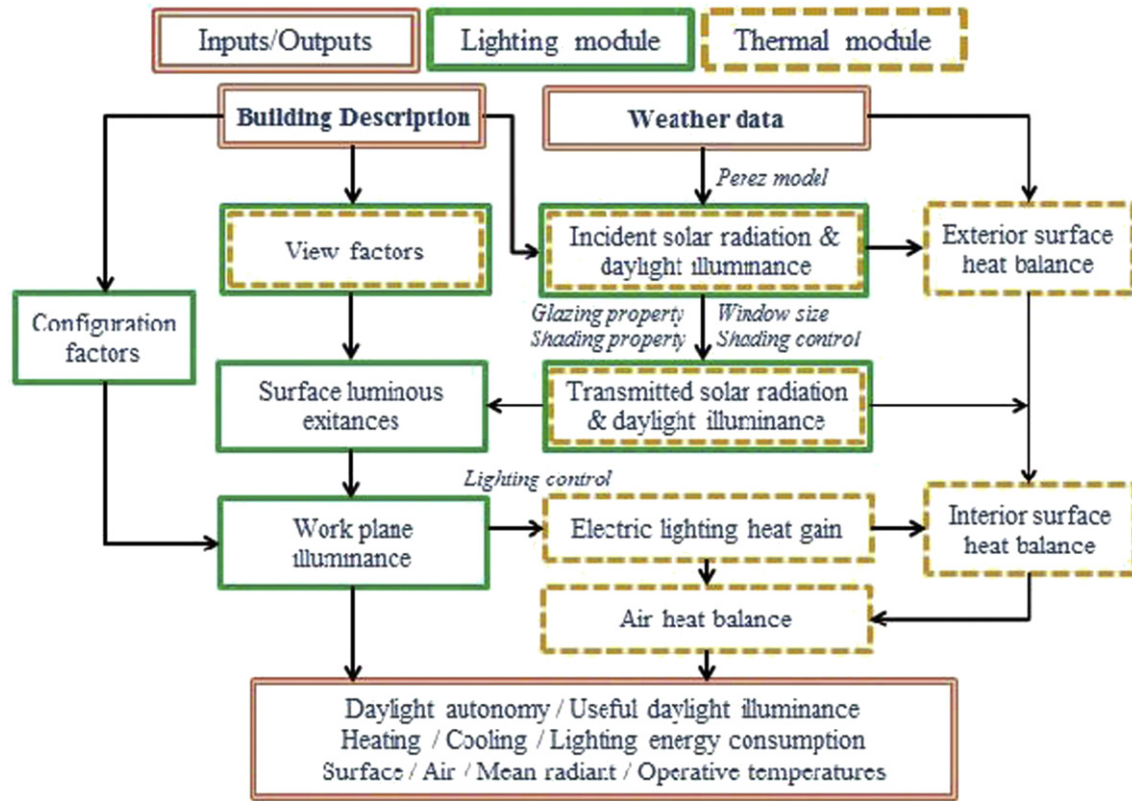 Inputs/Outputs
Lighting module
Thermal module
Building Description
Weather data
Perez model
View factors
Incident solar radiation &
daylight illuminance
Exterior surface
heat balance
Configuration
factors
Glazing property
Shading property
Window size
Shading control
Surface luminous
exitances
Transmitted solar radiation
& daylight illuminance
Lighting control
Work plane
illuminance
Electric lighting heat gain
Interior surface
heat balance
Air heat balance
Daylight autonomy / Useful daylight illuminance
Heating / Cooling / Lighting energy consumption
Surface / Air / Mean radiant / Operative temperatures